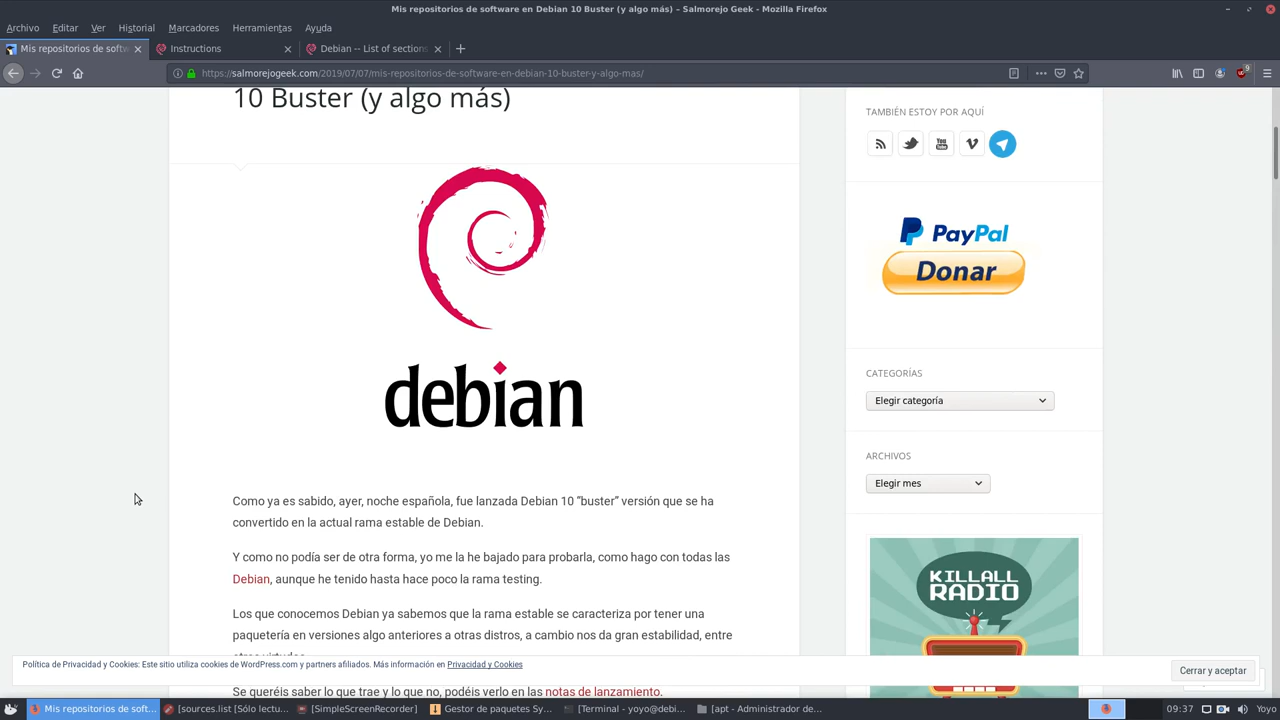 Mis repositorios de software en Debian 10 Buster (y algo más) – Salmorejo Geek - Mozilla Firefox
Archivo Editar Ver Historial Marcadores Herramientas Ayuda
Mis repositorios de softw
Instructions
Debian -- List of sections
https://salmorejogeek.com/2019/07/07/mis-repositorios-de-software-en-debian-10-buster-y-algo-mas/
9
10 Buster (y algo más)
debian
Como ya es sabido, ayer, noche española, fue lanzada Debian 10 “buster” versión que se ha
convertido en la actual rama estable de Debian.
Y como no podía ser de otra forma, yo me la he bajado para probarla, como hago con todas las
Debian, aunque he tenido hasta hace poco la rama testing.
Los que conocemos Debian ya sabemos que la rama estable se caracteriza por tener una
paquetería en versiones algo anteriores a otras distros, a cambio nos da gran estabilidad, entre
Se queréis saber lo que trae y lo que no, podéis verlo en las notas de lanzamiento.
TAMBIÉN ESTOY POR AQUÍ
You
Tube
PayPal
Donar
CATEGORÍAS
Elegir categoría
ARCHIVOS
Elegir mes
KILLALL
RADIO
Política de Privacidad y Cookies: Este sitio utiliza cookies de WordPress.com y partners afiliados. Más información en Privacidad y Cookies
Cerrar y aceptar
Mis repositorios de soft...
[sources.list [Sólo lectu...
[SimpleScreenRecorder]
Gestor de paquetes Sy...
[Terminal - yoyo@debi...
[apt - Administrador de...
09:37
Yoyo